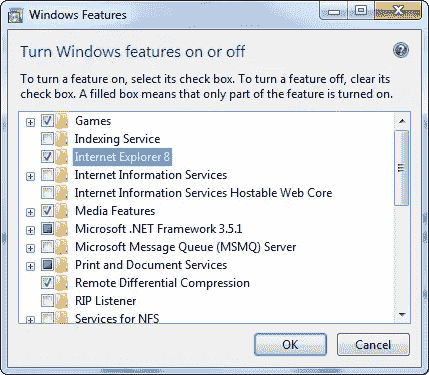 Windows Features
Turn Windows features on or off
To turn a feature on, select its check box. To turn a feature off, clear its
check box. A filled box means that only part of the feature is turned on.
Games
Indexing Service
Internet Explorer 8
Internet Information Services
Internet Information Services Hostable Web Core
Media Features
Microsoft .NET Framework 3.5.1
Microsoft Message Queue (MSMQ) Server
Print and Document Services
Remote Differential Compression
RIP Listener
Services for NFS
OK Cancel